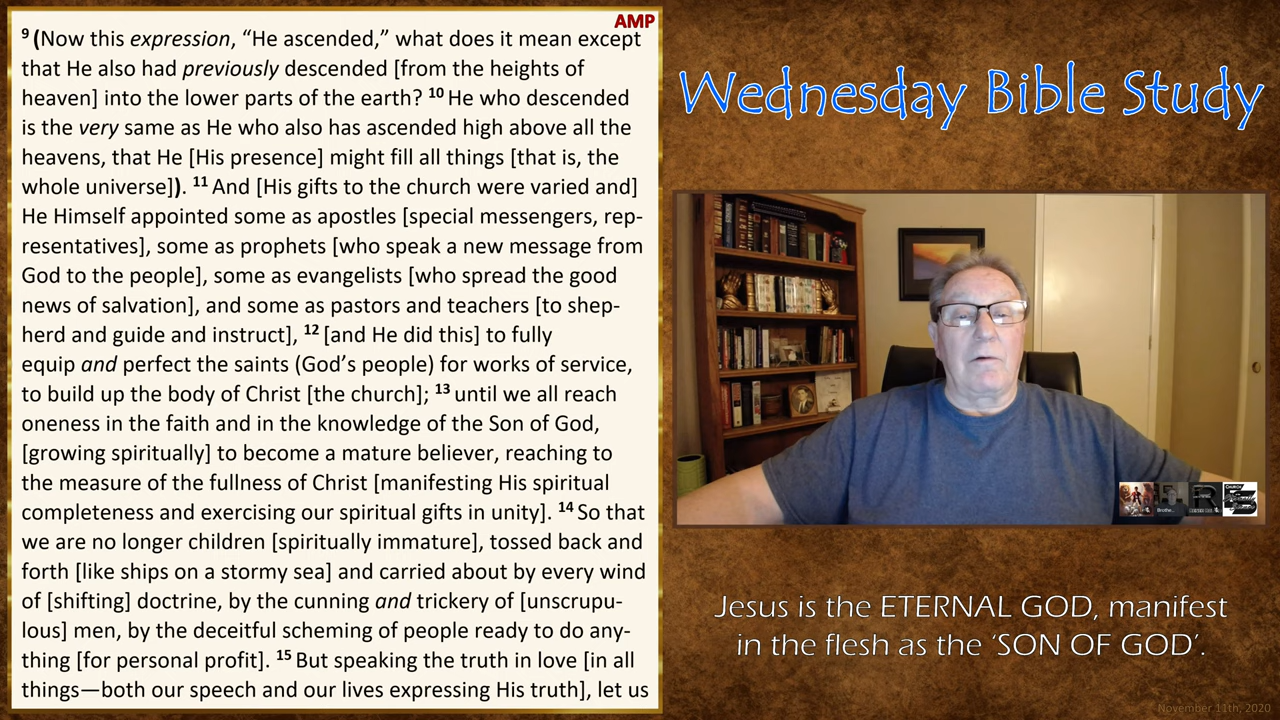 AMP
9 (Now this expression, “He ascended,” what does it mean except
that He also had previously descended [from the heights of
heaven] into the lower parts of the earth? 10 He who descended
is the very same as He who also has ascended high above all the
heavens, that He [His presence] might fill all things [that is, the
whole universe]). 11 And [His gifts to the church were varied and]
He Himself appointed some as apostles [special messengers, rep-
resentatives], some as prophets [who speak a new message from
God to the people], some as evangelists [who spread the good
news of salvation], and some as pastors and teachers [to shep-
herd and guide and instruct], 12 [and He did this] to fully
equip and perfect the saints (God’s people) for works of service,
to build up the body of Christ [the church]; 13 until we all reach
oneness in the faith and in the knowledge of the Son of God,
[growing spiritually] to become a mature believer, reaching to
the measure of the fullness of Christ [manifesting His spiritual
completeness and exercising our spiritual gifts in unity]. 14 So that
we are no longer children [spiritually immature], tossed back and
forth [like ships on a stormy sea] and carried about by every wind
of [shifting] doctrine, by the cunning and trickery of [unscrupu-
lous] men, by the deceitful scheming of people ready to do any-
thing [for personal profit]. 15 But speaking the truth in love [in all
things—both our speech and our lives expressing His truth], let us
Wednesday Bible Study
Brothe...
Jesus is the ETERNAL GOD, manifest
in the flesh as the ‘SON OF GOD’.
November 11th, 2020